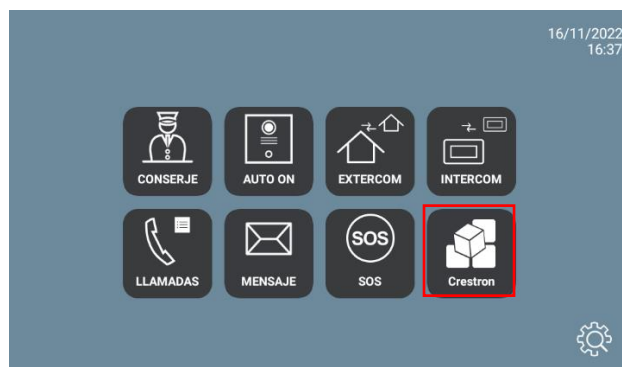 16/11/2022
16:37
CONSERJE AUTO ON EXTERCOM INTERCOM
SOS
LLAMADAS MENSAJE SOS Crestron